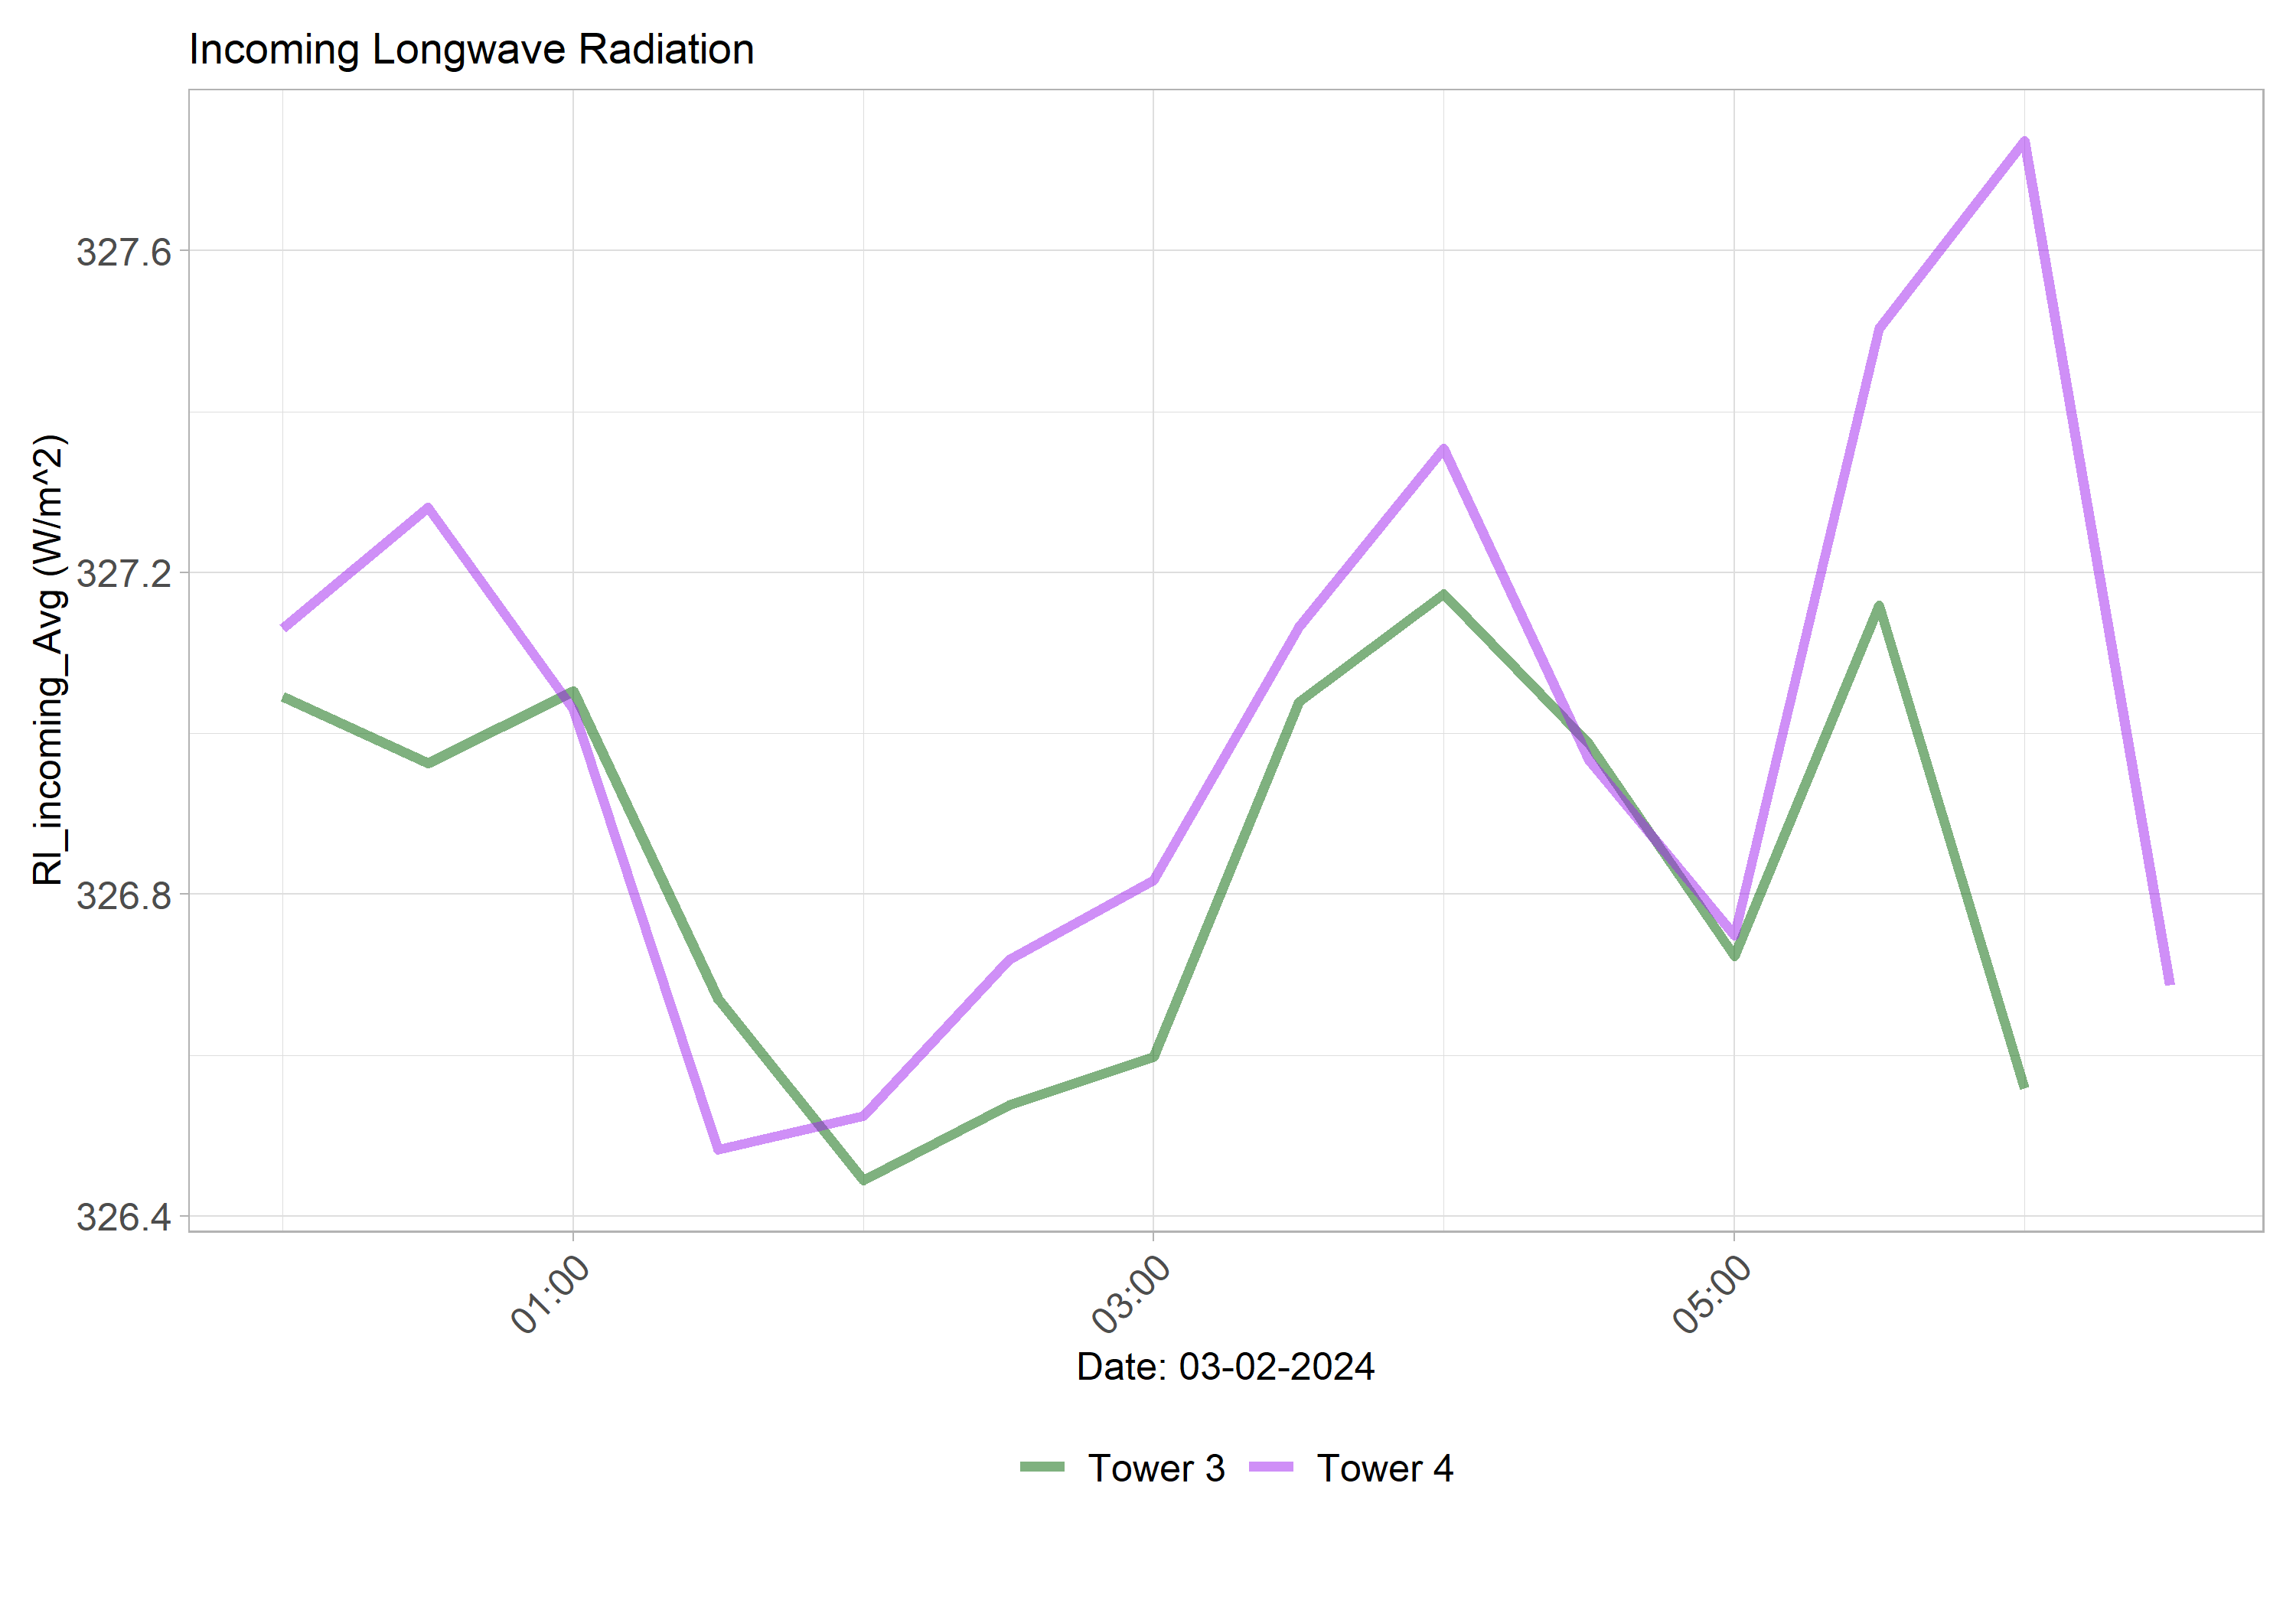 Incoming Longwave Radiation
Rl_incoming_Avg (W/m^2)
327.6
327.2
326.8
326.4
01:00
03:00
05:00
Date: 03-02-2024
Tower 3
Tower 4